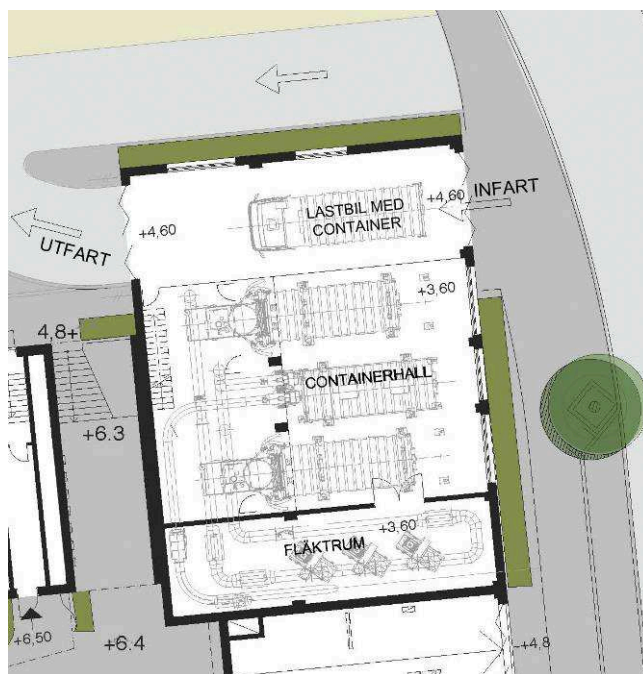 INFART
+4,60
LASTBIL MED
CONTAINER
UTFART
+4,60
+3,60
4,8+
CONTAINERHALL
+6.3
+3,60
FLÄKTRUM
+6,50
+6.4
+4,8